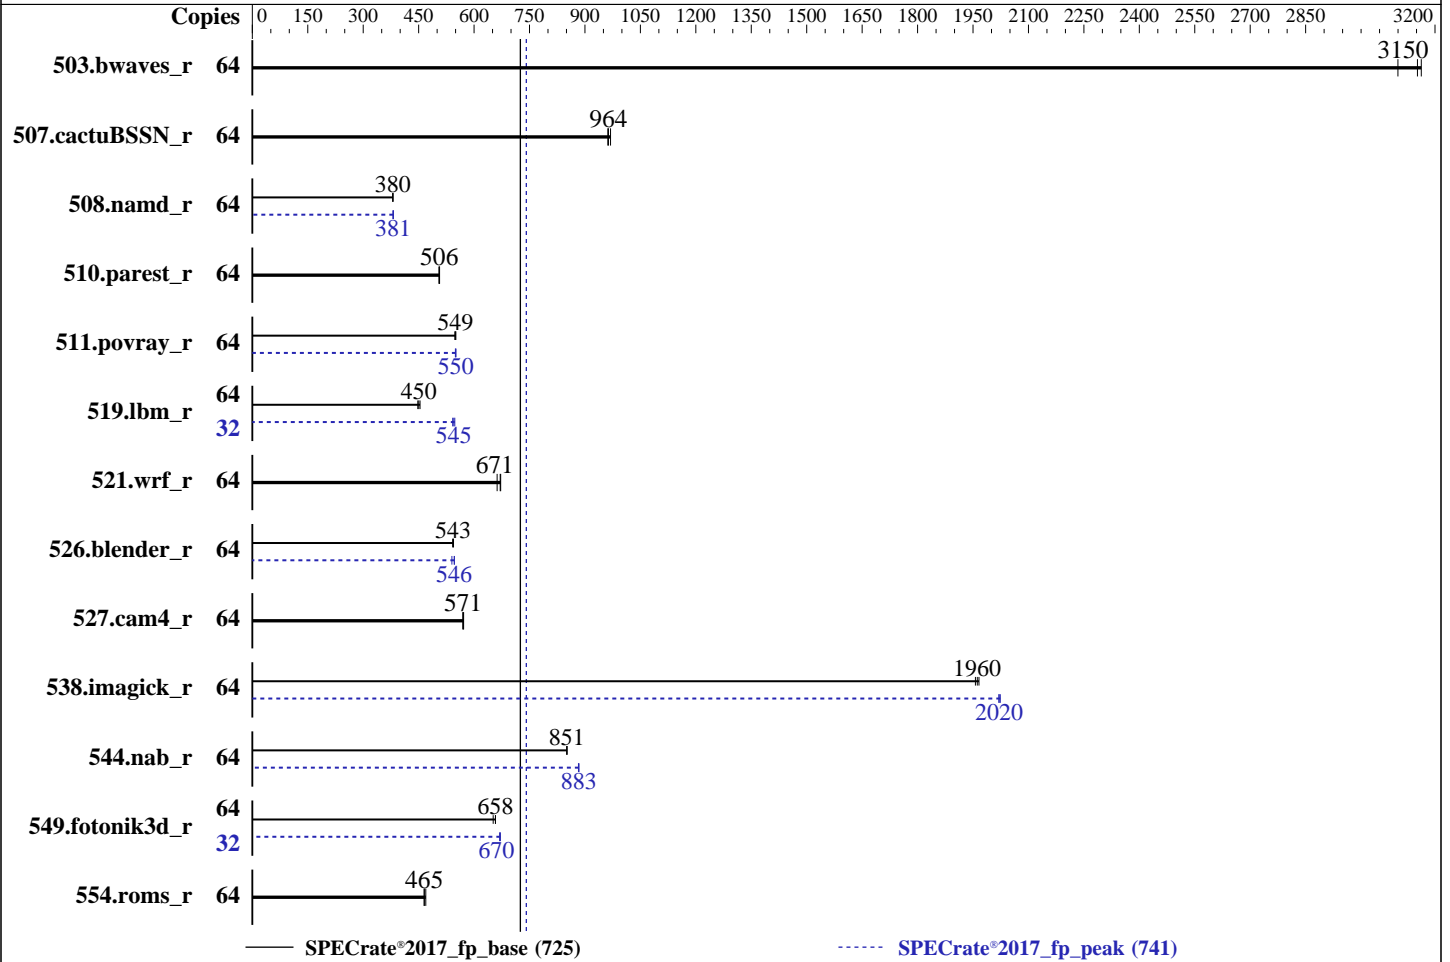 Copies 0 150 300 450 600 750 900 1050 1200 1350 1500 1650 1800 1950 2100 2250 2400 2550 2700 2850 3200
503.bwaves_r 64 3150
507.cactuBSSN_r 64 964
508.namd_r 64 380
381
510.parest_r 64 506
511.povray_r 64 549
550
519.lbm_r 64 450
32 545
521.wrf_r 64 671
526.blender_r 64 543
546
527.cam4_r 64 571
538.imagick_r 64 1960
2020
544.nab_r 64 851
883
549.fotonik3d_r 64 658
32 670
554.roms_r 64 465
SPECrate®2017_fp_base (725) SPECrate®2017_fp_peak (741)